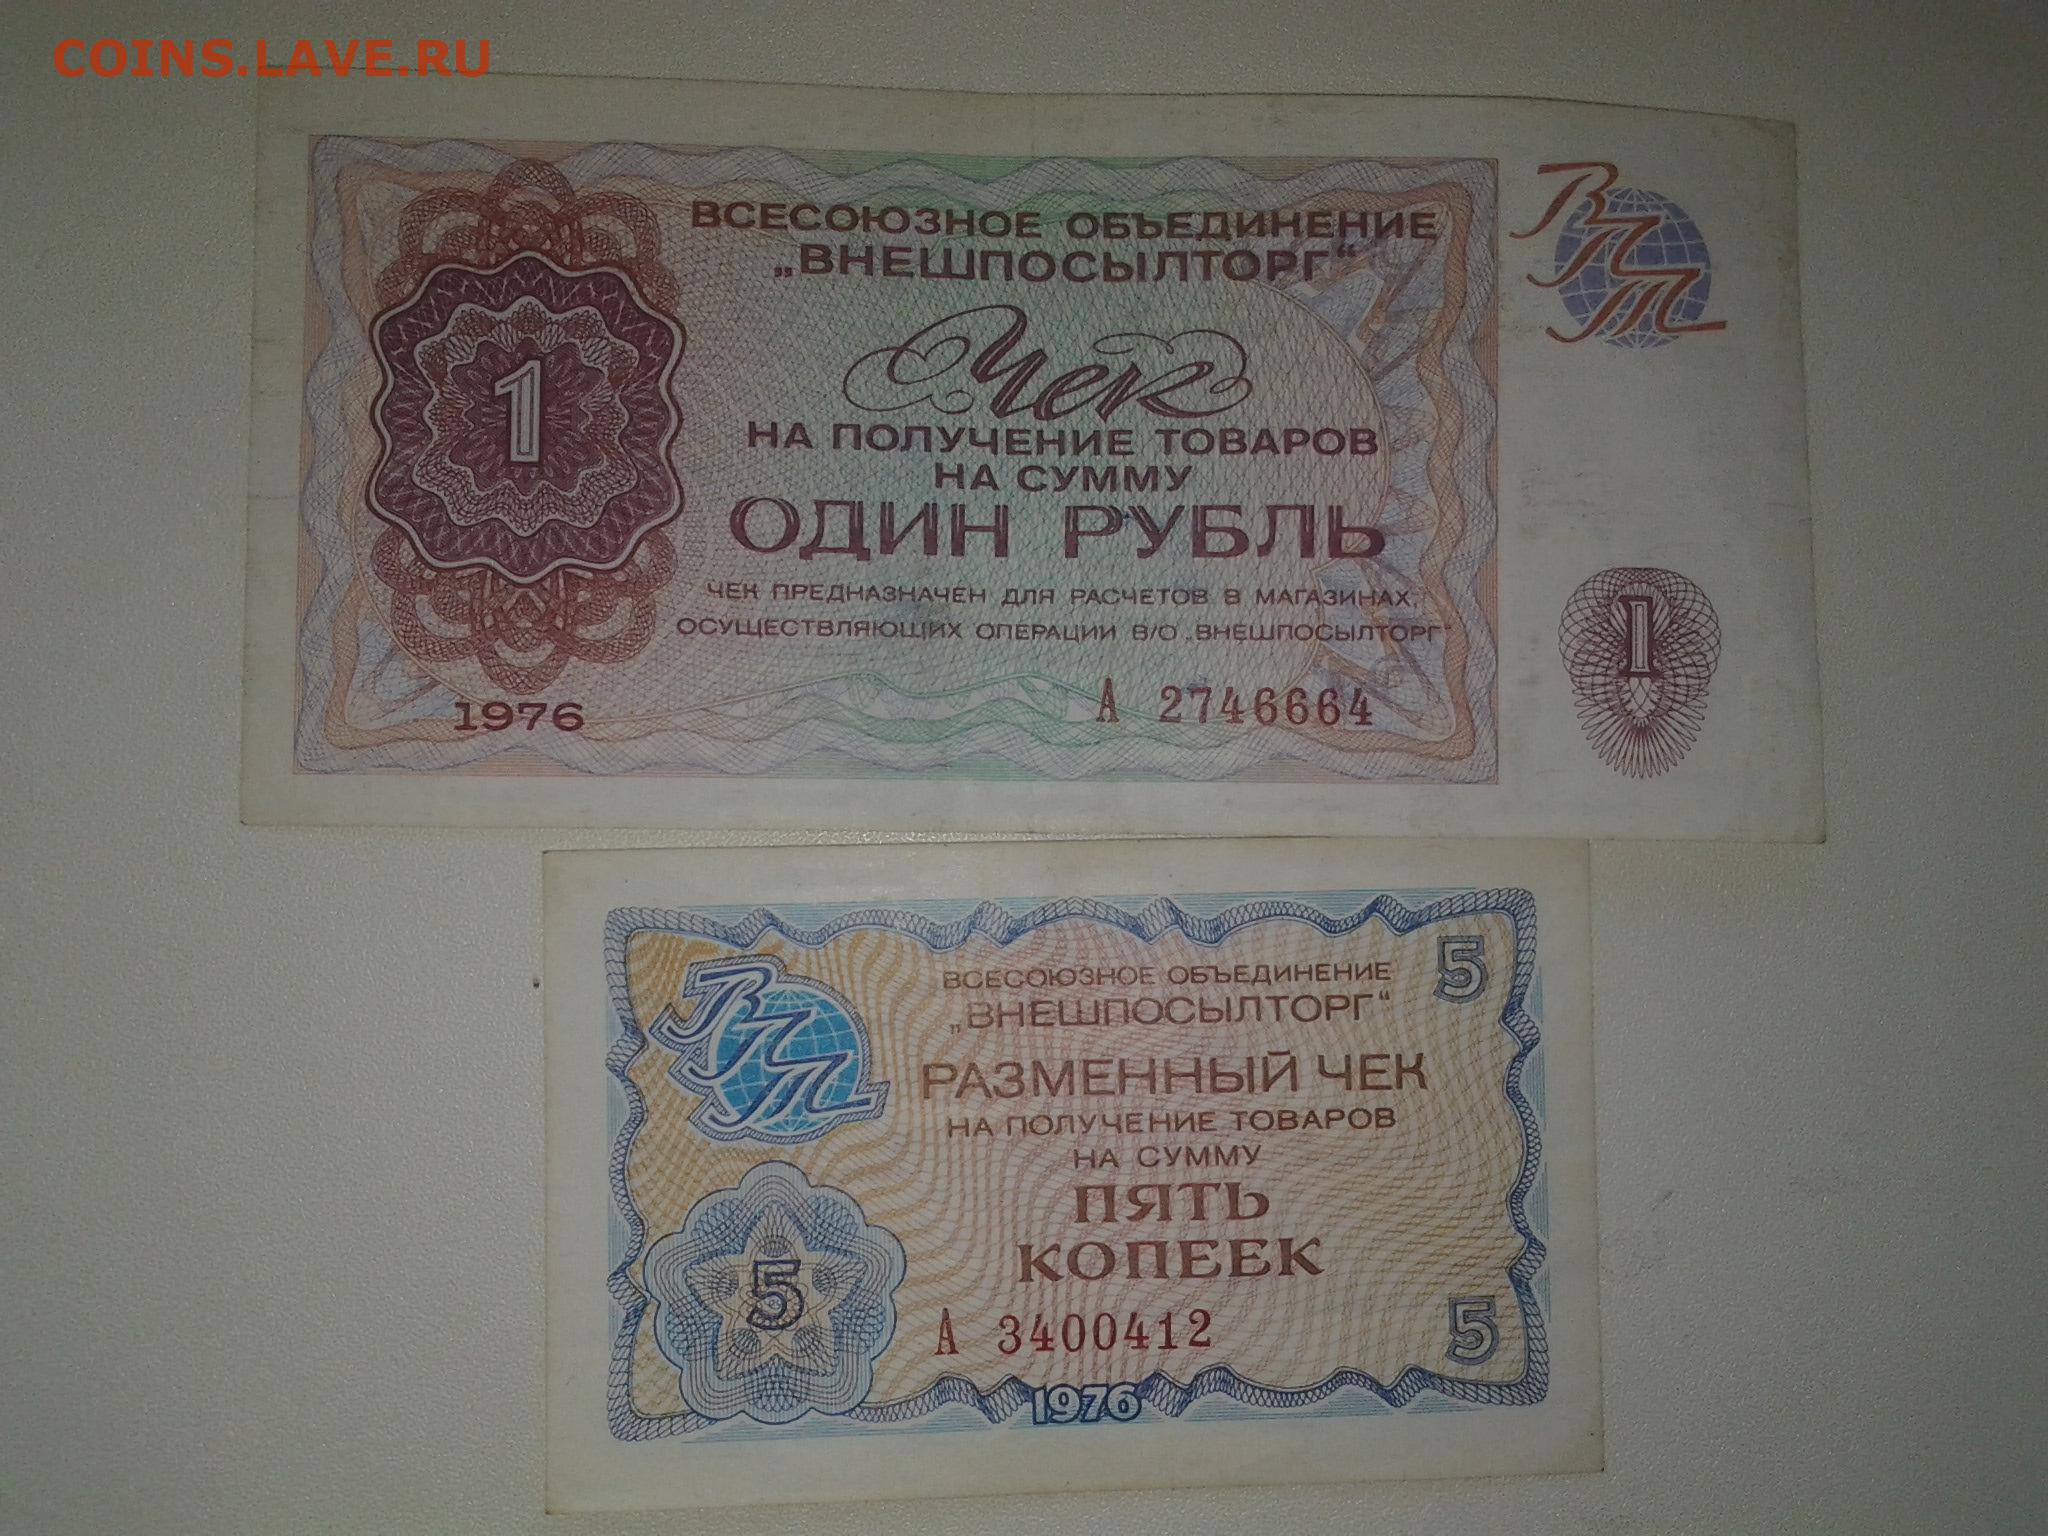 COINS.LAVE.RU
ВСЕСОЮЗНОЕ ОБЪЕДИНЕНИЕ
„ВНЕШПОСЫЛТОРГ“
ВПТ
Чек
1
НА ПОЛУЧЕНИЕ ТОВАРОВ
НА СУММУ
ОДИН РУБЛЬ
ЧЕК ПРЕДНАЗНАЧЕН ДЛЯ РАСЧЕТОВ В МАГАЗИНАХ,
ОСУЩЕСТВЛЯЮЩИХ ОПЕРАЦИИ В/О „ВНЕШПОСЫЛТОРГ“
1
1976
А 2746664
ВСЕСОЮЗНОЕ ОБЪЕДИНЕНИЕ
5
„ВНЕШПОСЫЛТОРГ“
ВПТ
РАЗМЕННЫЙ ЧЕК
НА ПОЛУЧЕНИЕ ТОВАРОВ
НА СУММУ
ПЯТЬ
КОПЕЕК
5
А 3400412
5
1976